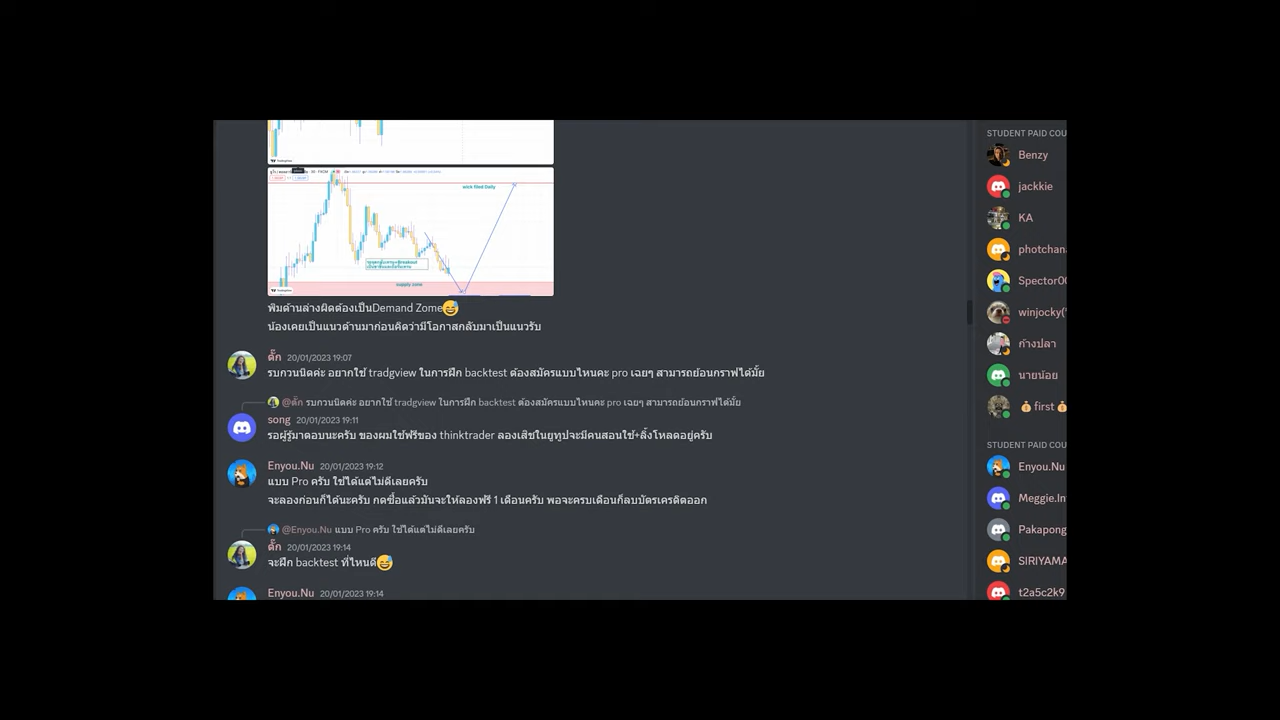 STUDENT PAID COU
Benzy
jackkie
KA
photchana
Spector00
winjocky(
ก้างปลา
นายน้อย
first
STUDENT PAID COU
Enyou.Nu
Meggie.In
Pakapong
SIRIYAMA
t2a5c2k9
TradingView
wick filed Daily
supply zone
TradingView
พิมด้านล่างผิดต้องเป็นDemand Zome😅
น้องเคยเป็นแนวต้านมาก่อนคิดว่ามีโอกาสกลับมาเป็นแนวรับ
ตั๊ก 20/01/2023 19:07
รบกวนนิดค่ะ อยากใช้ tradgview ในการฝึก backtest ต้องสมัครแบบไหนคะ pro เฉยๆ สามารถย้อนกราฟได้มั้ย
@ตั๊ก รบกวนนิดค่ะ อยากใช้ tradgview ในการฝึก backtest ต้องสมัครแบบไหนคะ pro เฉยๆ สามารถย้อนกราฟได้มั้ย
song 20/01/2023 19:11
รอผู้รู้มาตอบนะครับ ของผมใช้ฟรีของ thinktrader ลองเสิชในยูทูปจะมีคนสอนใช้+ลิ้งโหลดอยู่ครับ
Enyou.Nu 20/01/2023 19:12
แบบ Pro ครับ ใช้ได้แต่ไม่ดีเลยครับ
จะลองก่อนก็ได้นะครับ กดซื้อแล้วมันจะให้ลองฟรี 1 เดือนครับ พอจะครบเดือนก็ลบบัตรเครดิตออก
@Enyou.Nu แบบ Pro ครับ ใช้ได้แต่ไม่ดีเลยครับ
ตั๊ก 20/01/2023 19:14
จะฝึก backtest ที่ไหนดี😅
Enyou.Nu 20/01/2023 19:14